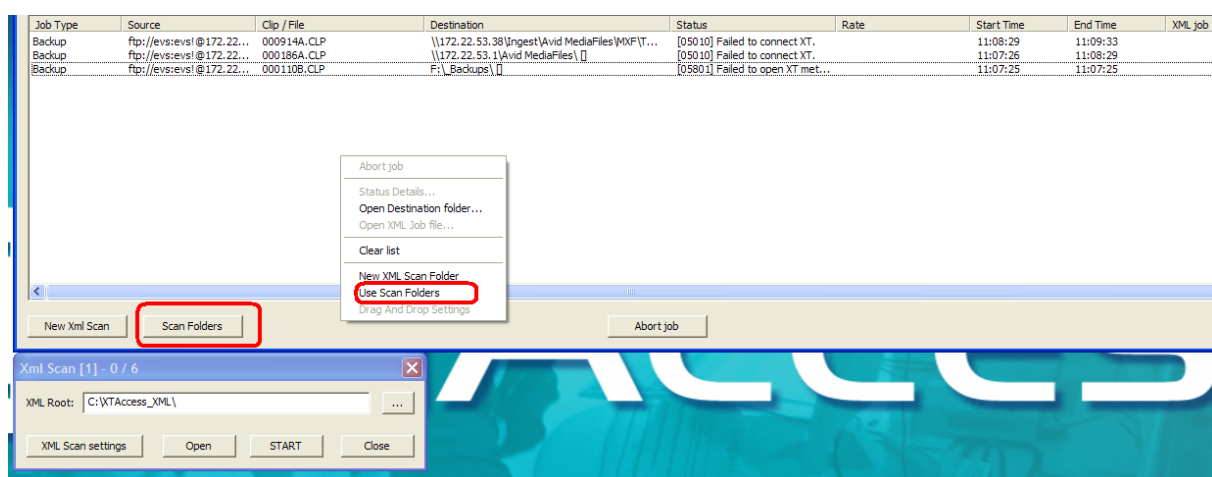 Job Type Source Clip / File Destination Status Rate Start Time End Time XML job
Backup ftp://evs:evs!@172.22... 000914A.CLP \\172.22.53.38\Ingest\Avid MediaFiles\MXF\T... [05010] Failed to connect XT. 11:08:29 11:09:33
Backup ftp://evs:evs!@172.22... 000186A.CLP \\172.22.53.1\Avid MediaFiles\ [] [05010] Failed to connect XT. 11:07:26 11:08:29
Backup ftp://evs:evs!@172.22... 000110B.CLP F:\_Backups\ [] [05801] Failed to open XT met... 11:07:25 11:07:25
Abort job
Status Details...
Open Destination folder...
Open XML Job file...
Clear list
New XML Scan Folder
Use Scan Folders
Drag And Drop Settings
New Xml Scan Scan Folders Abort job
Xml Scan [1] - 0 / 6
XML Root: C:\XTAccess_XML\ ...
XML Scan settings Open START Close